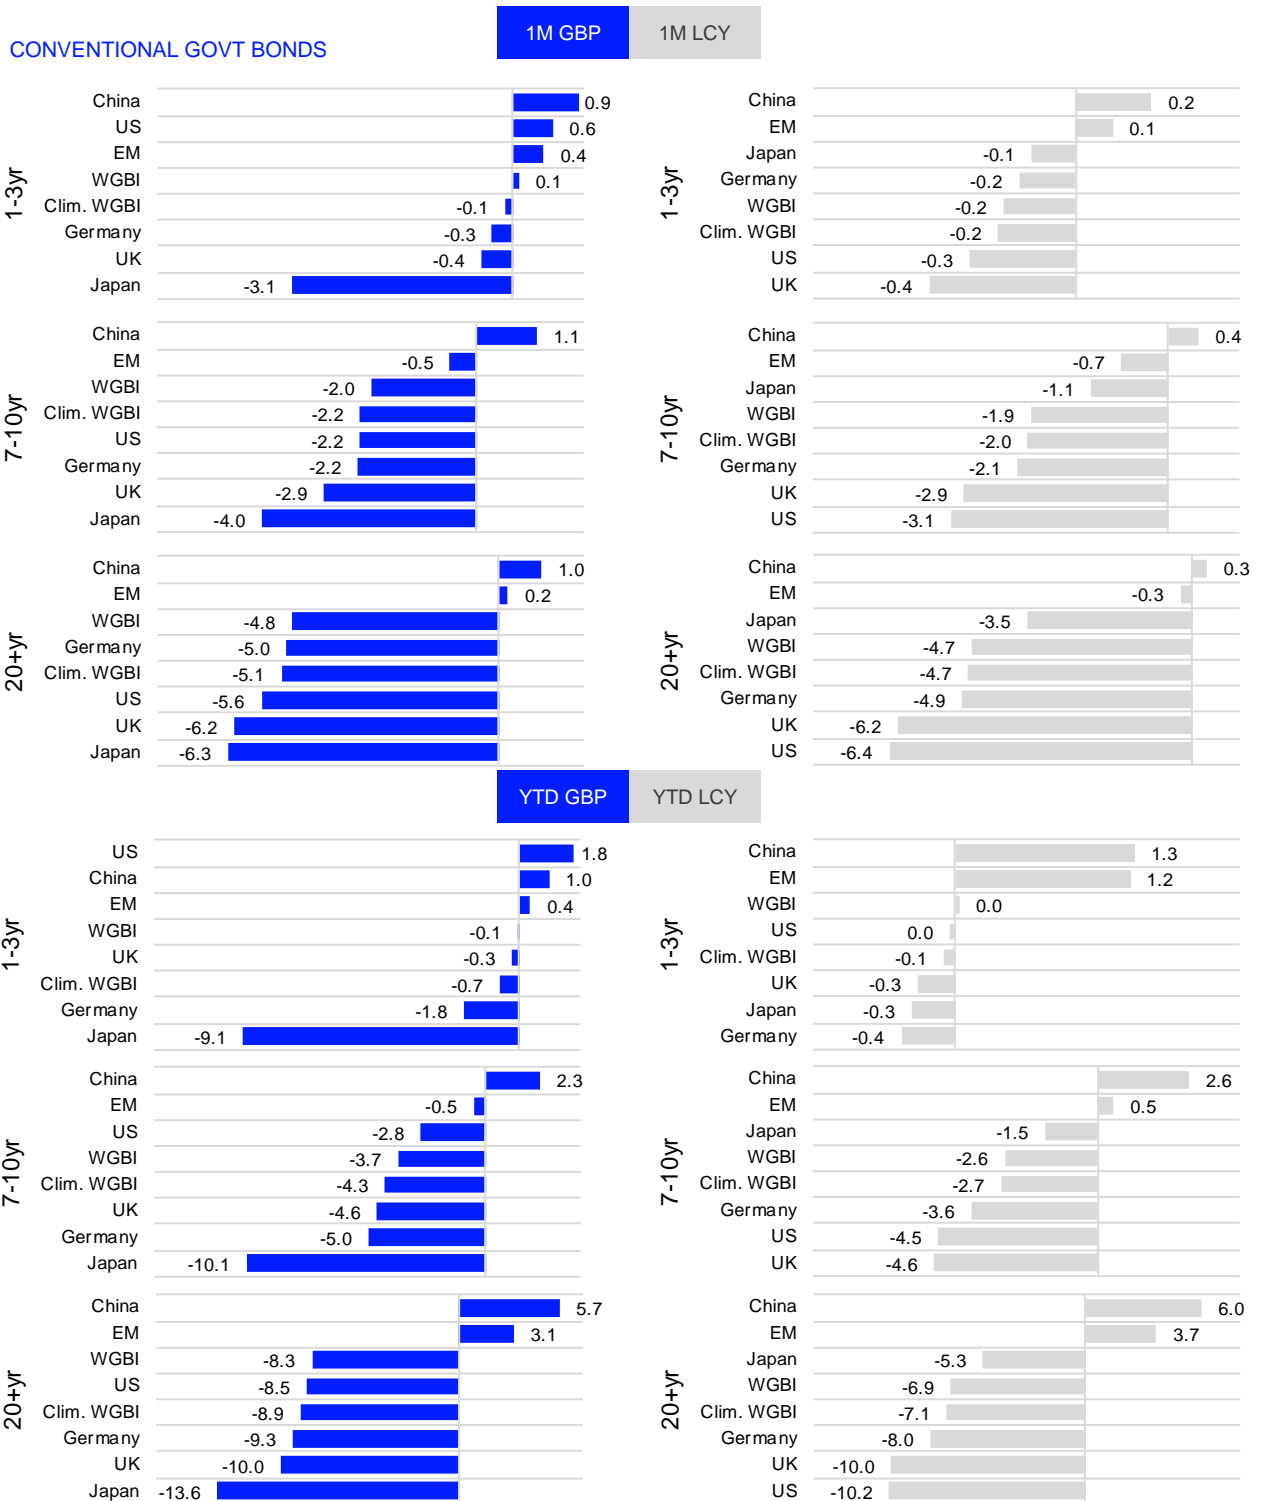 1M GBP 1M LCY
CONVENTIONAL GOVT BONDS
1-3yr
China 0.9
US 0.6
EM 0.4
WGBI 0.1
Clim. WGBI -0.1
Germany -0.3
UK -0.4
Japan -3.1
1-3yr
China 0.2
EM 0.1
Japan -0.1
Germany -0.2
WGBI -0.2
Clim. WGBI -0.2
US -0.3
UK -0.4
7-10yr
China 1.1
EM -0.5
WGBI -2.0
Clim. WGBI -2.2
US -2.2
Germany -2.2
UK -2.9
Japan -4.0
7-10yr
China 0.4
EM -0.7
Japan -1.1
WGBI -1.9
Clim. WGBI -2.0
Germany -2.1
UK -2.9
US -3.1
20+yr
China 1.0
EM 0.2
WGBI -4.8
Germany -5.0
Clim. WGBI -5.1
US -5.6
UK -6.2
Japan -6.3
20+yr
China 0.3
EM -0.3
Japan -3.5
WGBI -4.7
Clim. WGBI -4.7
Germany -4.9
UK -6.2
US -6.4
YTD GBP YTD LCY
1-3yr
US 1.8
China 1.0
EM 0.4
WGBI -0.1
UK -0.3
Clim. WGBI -0.7
Germany -1.8
Japan -9.1
1-3yr
China 1.3
EM 1.2
WGBI 0.0
US 0.0
Clim. WGBI -0.1
UK -0.3
Japan -0.3
Germany -0.4
7-10yr
China 2.3
EM -0.5
US -2.8
WGBI -3.7
Clim. WGBI -4.3
UK -4.6
Germany -5.0
Japan -10.1
7-10yr
China 2.6
EM 0.5
Japan -1.5
WGBI -2.6
Clim. WGBI -2.7
Germany -3.6
US -4.5
UK -4.6
20+yr
China 5.7
EM 3.1
WGBI -8.3
US -8.5
Clim. WGBI -8.9
Germany -9.3
UK -10.0
Japan -13.6
20+yr
China 6.0
EM 3.7
Japan -5.3
WGBI -6.9
Clim. WGBI -7.1
Germany -8.0
UK -10.0
US -10.2